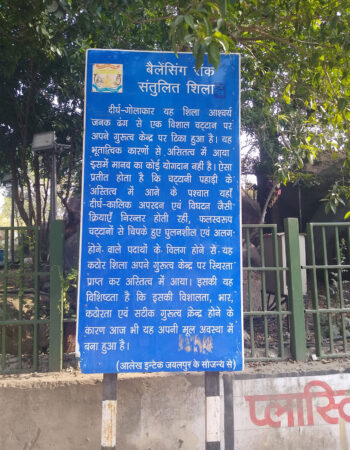 बैलेंसिंग रॉक
संतुलित शिला
दीर्घ-गोलाकार यह शिला आश्चर्य
जनक ढंग से एक विशाल चट्टान पर
अपने गुरूत्व केन्द्र पर टिका हुआ है। यह
भूतात्विक कारणों से, अस्तित्व में आया
इसमें मानव का कोई योगदान नही है। ऐसा
प्रतीत होता है कि चट्टानी पहाड़ी के
अस्तित्व में आने के पश्चात यहाँ
दीर्घ-कालिक अपरदन एवं विघटन जैसी
क्रियाएँ निरन्तर होती रही, फलस्वरूप
चट्टानों से चिपके हुए घुलनशील एवं अलग
होने वाले पदार्थों के विलग होने से यह
कठोर शिला अपने गुरूत्व केन्द्र पर स्थिरता
प्राप्त कर अस्तित्व में आया। इसकी यह
विशिष्टता है कि इसकी विशालता, भार,
कठोरता एवं सटीक गुरूत्व केन्द्र होने के
कारण आज भी यह अपनी मूल अवस्था में
बना हुआ है।
(आलेख इन्टेक जबलपुर के सौजन्य से)